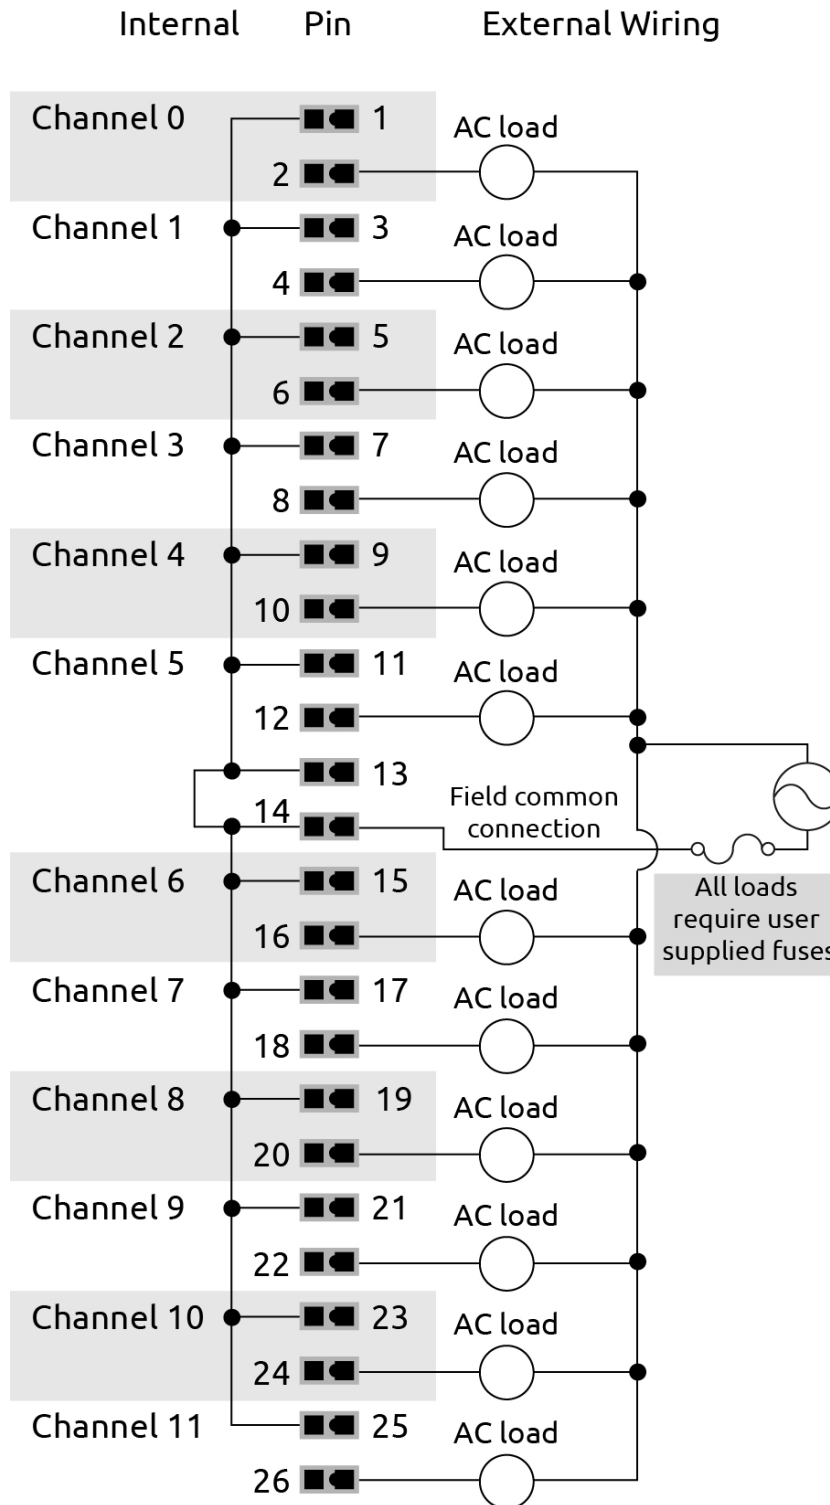 Internal Pin External Wiring
Channel 0 1 AC load
2
Channel 1 3 AC load
4
Channel 2 5 AC load
6
Channel 3 7 AC load
8
Channel 4 9 AC load
10
Channel 5 11 AC load
12
13
14 Field common
connection
Channel 6 15 AC load
16
All loads
require user
supplied fuses
Channel 7 17 AC load
18
Channel 8 19 AC load
20
Channel 9 21 AC load
22
Channel 10 23 AC load
24
Channel 11 25 AC load
26